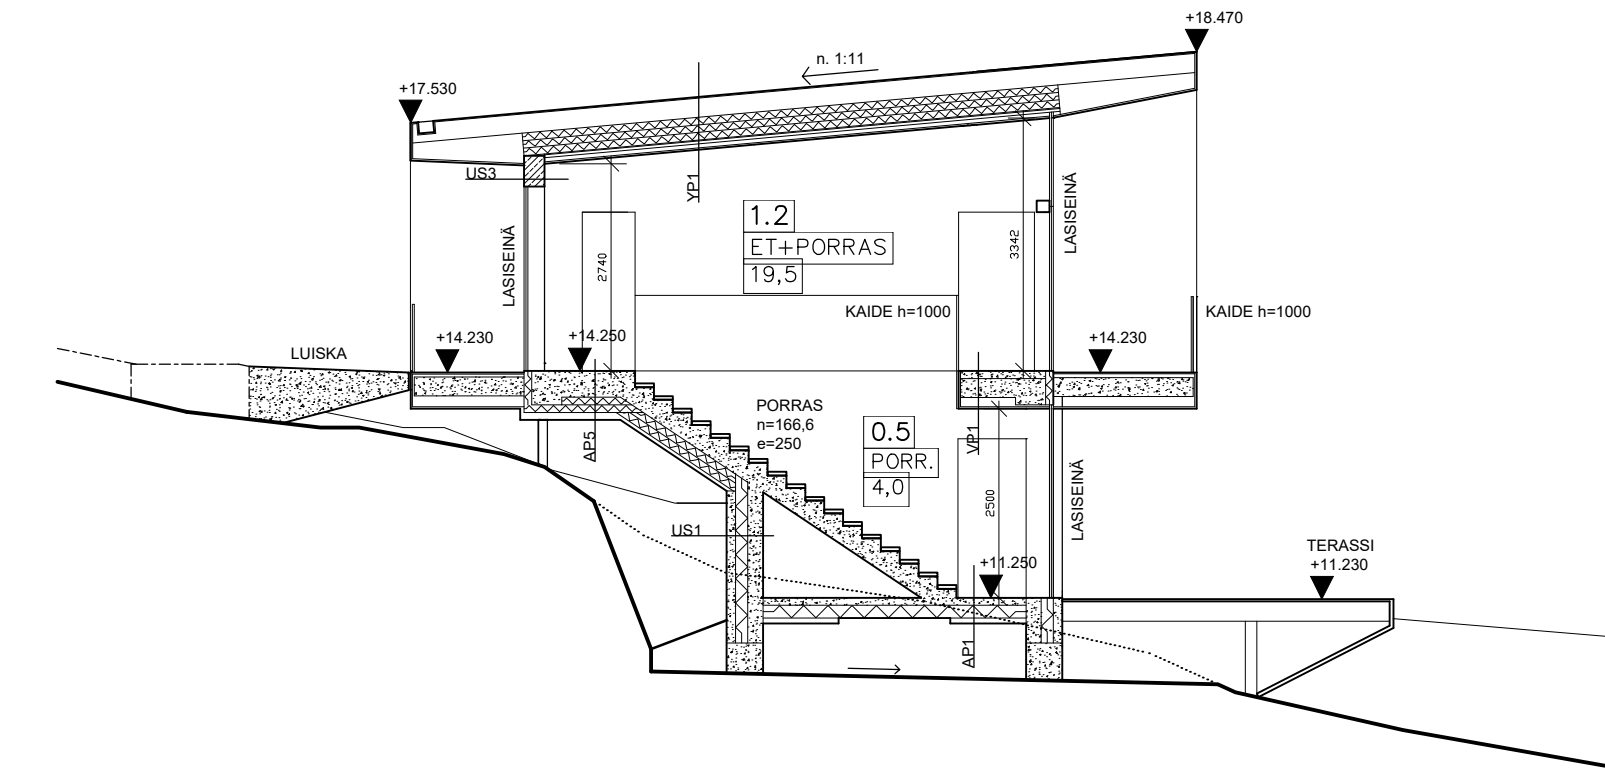 +18.470
n. 1:11
+17.530
US3
YP1
LASISEINÄ
LASISEINÄ
1.2
ET+PORRAS
19,5
2740
3342
KAIDE h=1000
KAIDE h=1000
+14.230
+14.250
+14.230
LUISKA
PORRAS
n=166,6
e=250
AP5
VP1
0.5
PORR.
4,0
2500
LASISEINÄ
US1
+11.250
TERASSI
+11.230
AP1